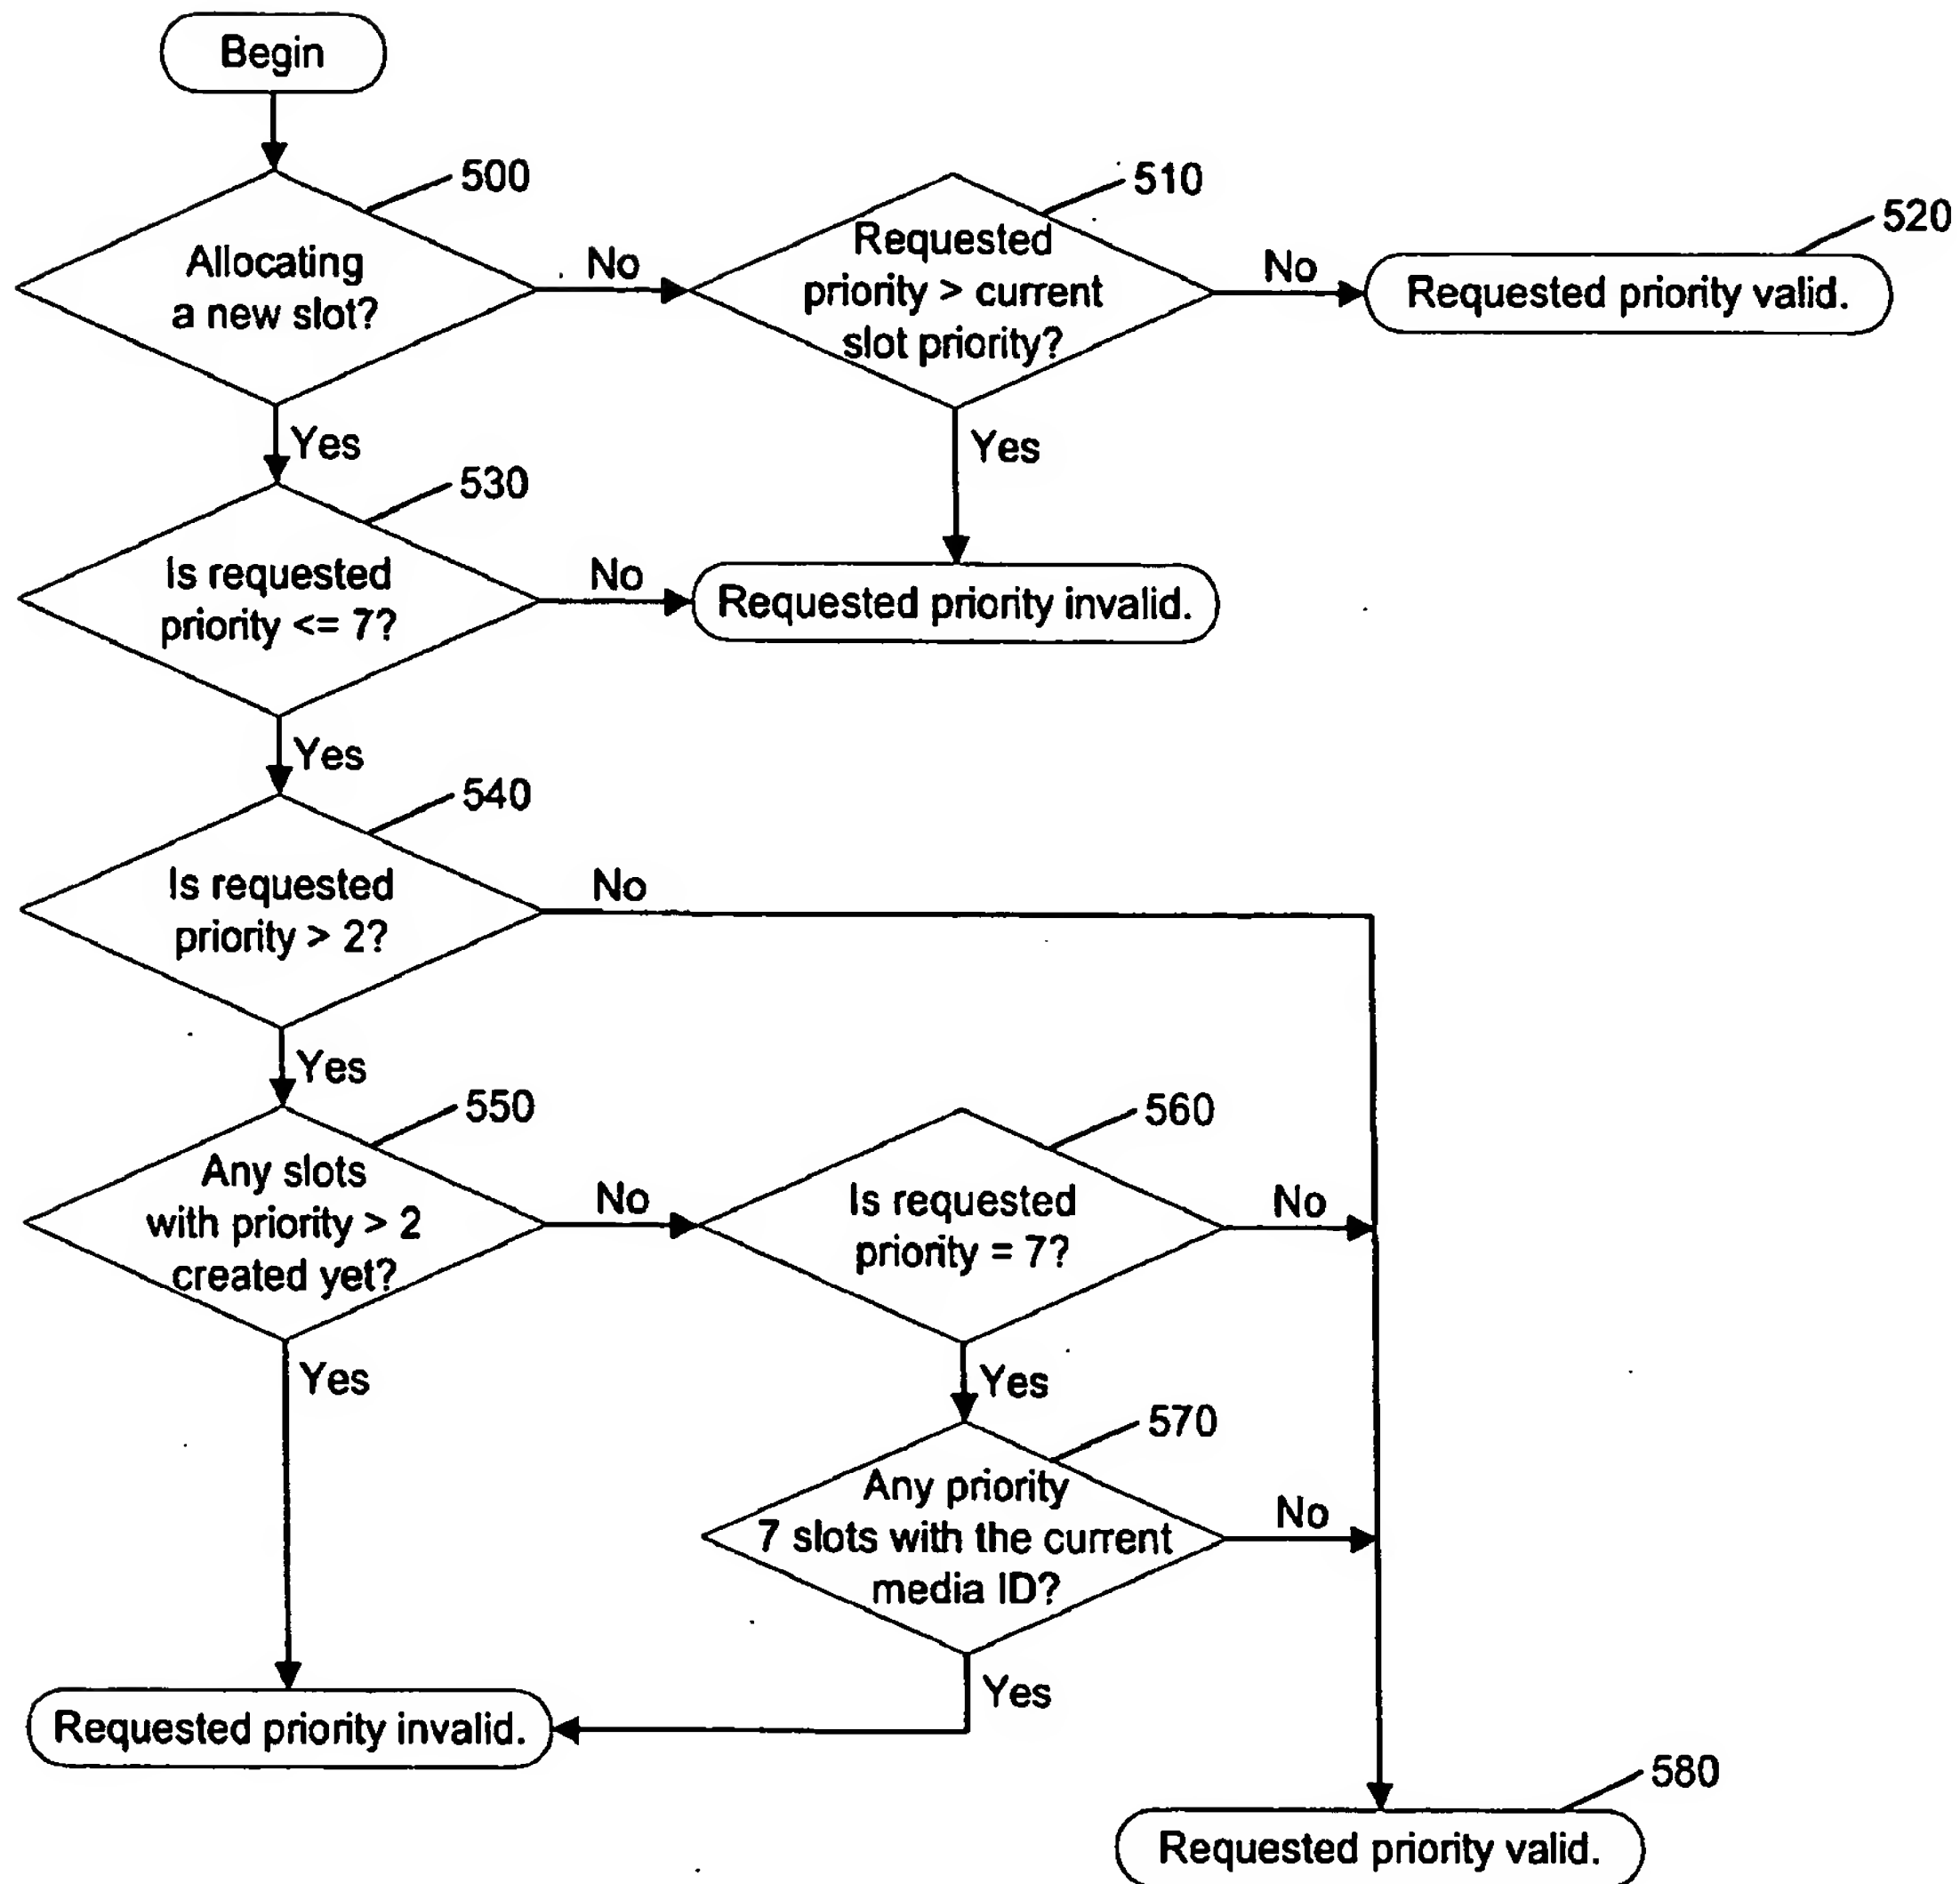 Begin
500
Allocating
a new slot?
No
Yes
510
Requested
priority > current
slot priority?
No
Yes
520
Requested priority valid.
530
Is requested
priority <= 7?
No
Yes
Requested priority invalid.
540
Is requested
priority > 2?
No
Yes
550
Any slots
with priority > 2
created yet?
No
Yes
560
Is requested
priority = 7?
No
Yes
570
Any priority
7 slots with the current
media ID?
No
Yes
Requested priority invalid.
580
Requested priority valid.